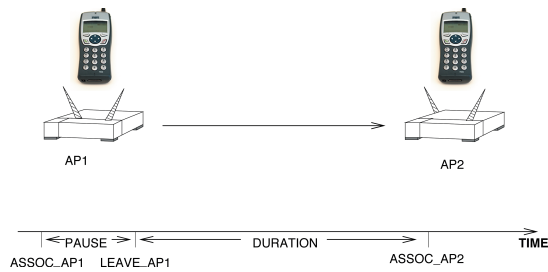 AP1
AP2
PAUSE
DURATION
TIME
ASSOC_AP1
LEAVE_AP1
ASSOC_AP2